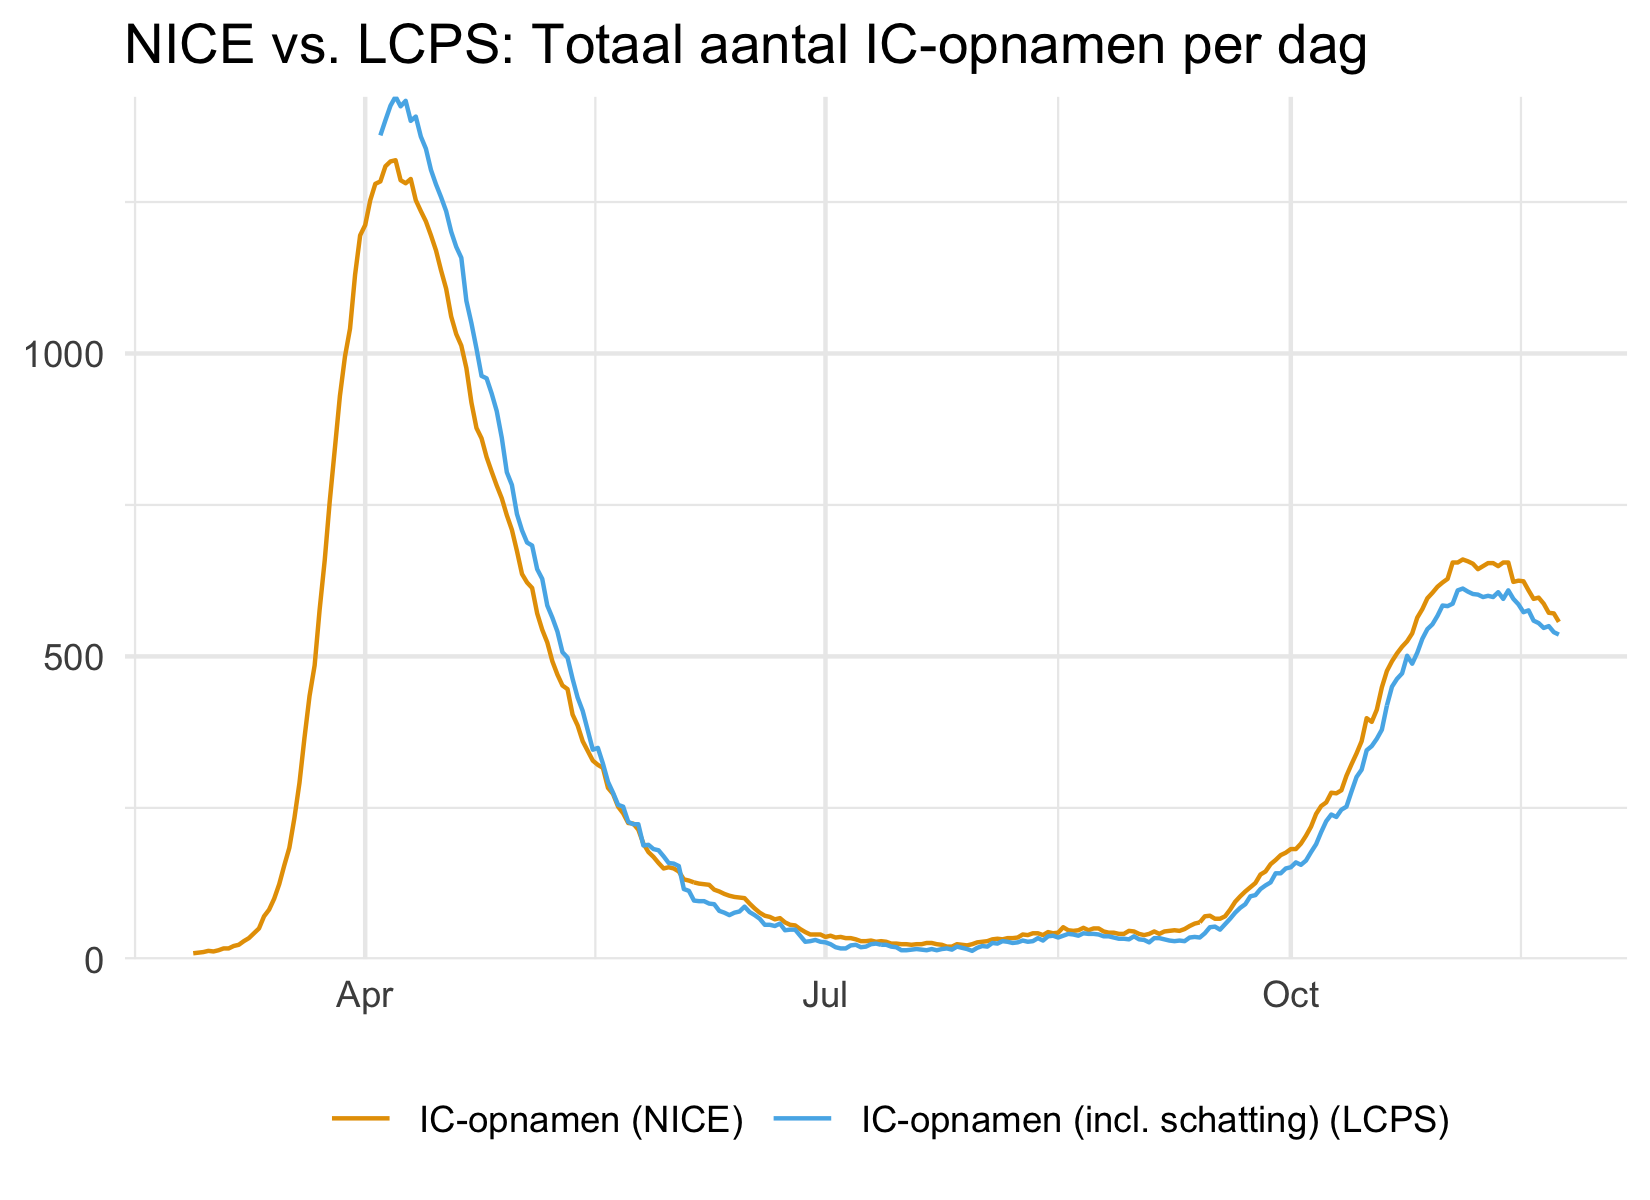 NICE vs. LCPS: Totaal aantal IC-opnamen per dag
1000
500
0
Apr Jul Oct
IC-opnamen (NICE) IC-opnamen (incl. schatting) (LCPS)